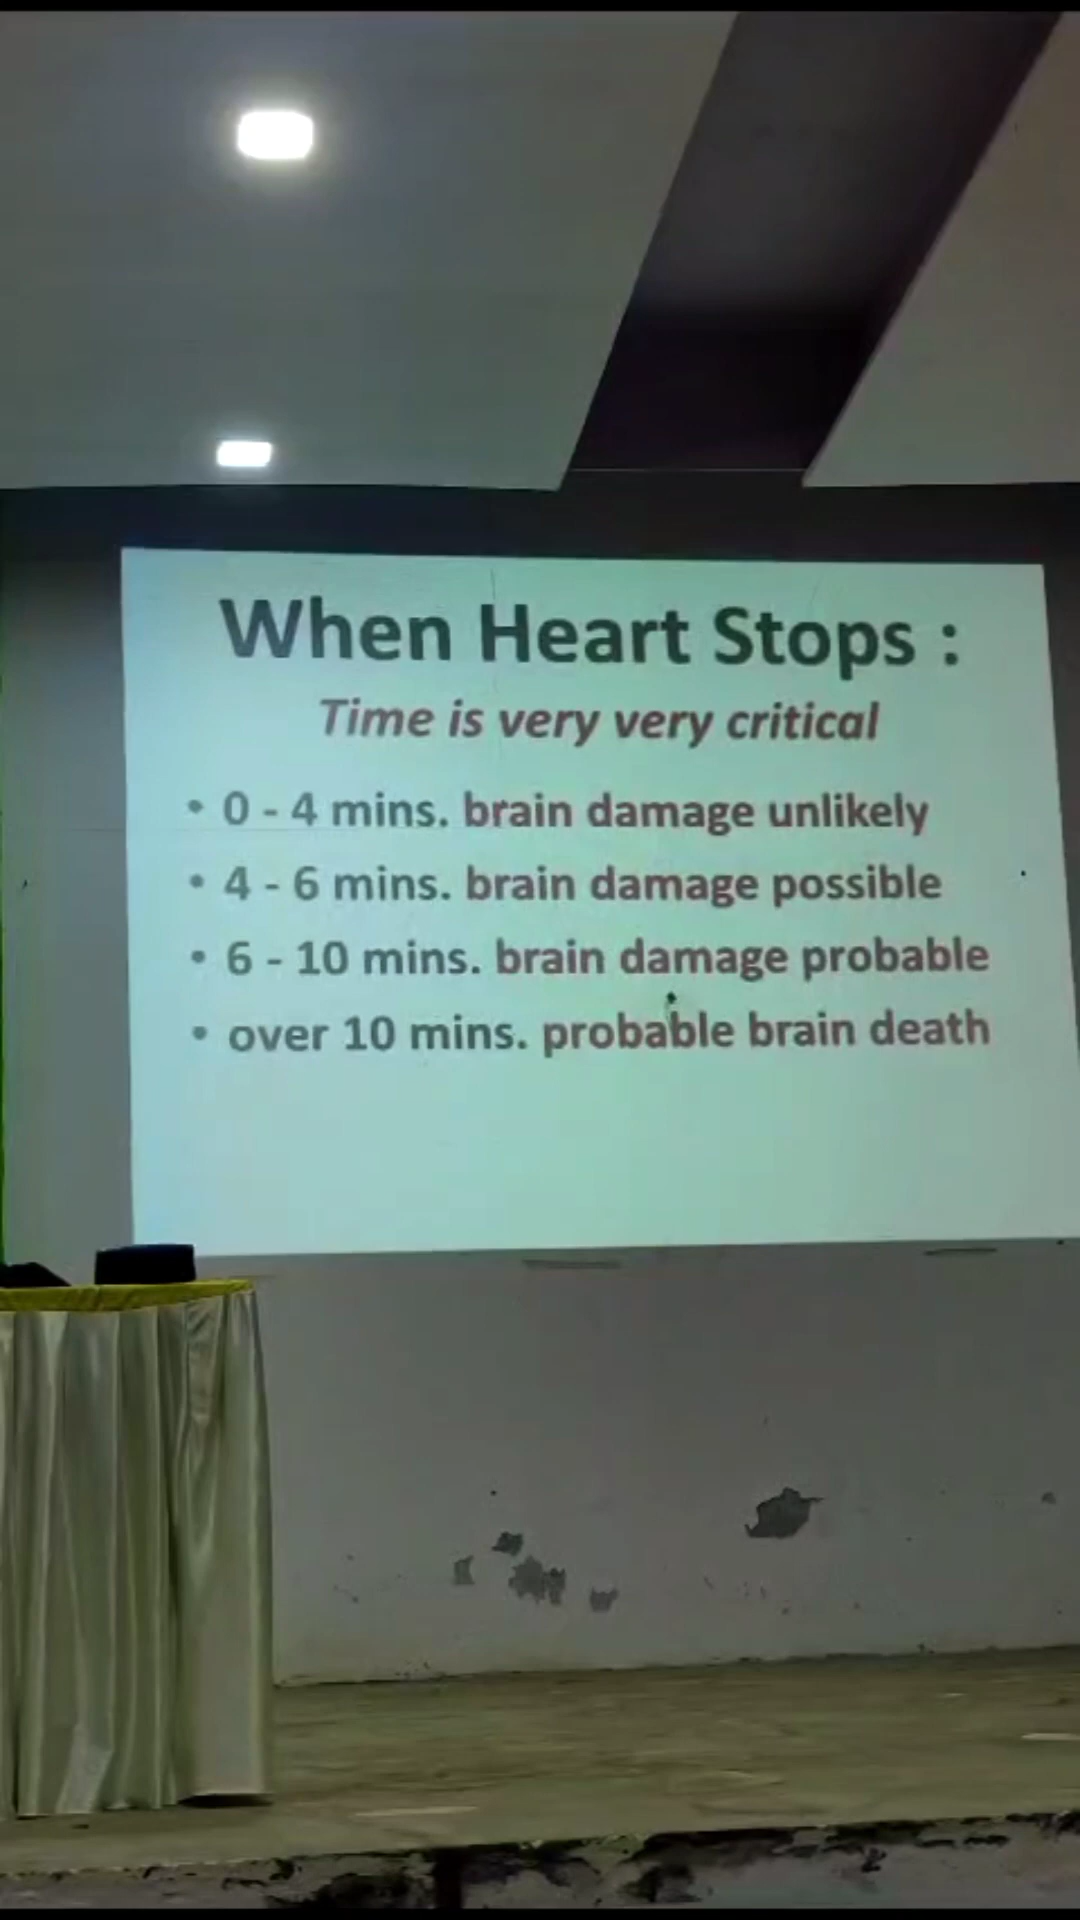 When Heart Stops :
Time is very very critical
• 0 - 4 mins. brain damage unlikely
• 4 - 6 mins. brain damage possible
• 6 - 10 mins. brain damage probable
• over 10 mins. probable brain death